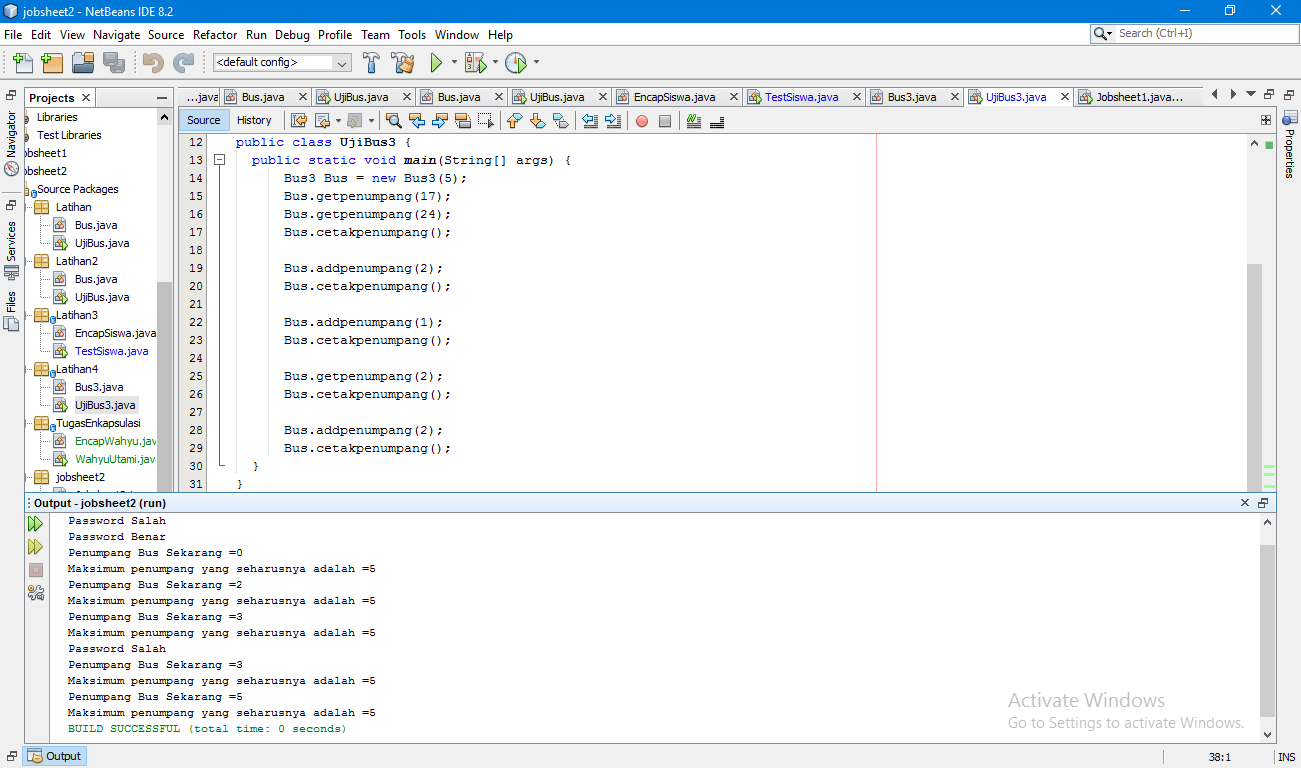 jobsheet2 - NetBeans IDE 8.2
File Edit View Navigate Source Refactor Run Debug Profile Team Tools Window Help
Search (Ctrl+I)
<default config>
Projects
...java Bus.java UjiBus.java Bus.java UjiBus.java EncapSiswa.java TestSiswa.java Bus3.java UjiBus3.java Jobsheet1.java...
Source History
Navigator
Services
Files
Libraries
Test Libraries
obsheet1
obsheet2
Source Packages
Latihan
Bus.java
UjiBus.java
Latihan2
Bus.java
UjiBus.java
Latihan3
EncapSiswa.java
TestSiswa.java
Latihan4
Bus3.java
UjiBus3.java
TugasEnkapsulasi
EncapWahyu.jav
WahyuUtami.jav
jobsheet2
12 public class UjiBus3 {
13 public static void main(String[] args) {
14 Bus3 Bus = new Bus3(5);
15 Bus.getpenumpang(17);
16 Bus.getpenumpang(24);
17 Bus.cetakpenumpang();
18
19 Bus.addpenumpang(2);
20 Bus.cetakpenumpang();
21
22 Bus.addpenumpang(1);
23 Bus.cetakpenumpang();
24
25 Bus.getpenumpang(2);
26 Bus.cetakpenumpang();
27
28 Bus.addpenumpang(2);
29 Bus.cetakpenumpang();
30 }
31 }
Properties
Output - jobsheet2 (run)
Password Salah
Password Benar
Penumpang Bus Sekarang =0
Maksimum penumpang yang seharusnya adalah =5
Penumpang Bus Sekarang =2
Maksimum penumpang yang seharusnya adalah =5
Penumpang Bus Sekarang =3
Maksimum penumpang yang seharusnya adalah =5
Password Salah
Penumpang Bus Sekarang =3
Maksimum penumpang yang seharusnya adalah =5
Penumpang Bus Sekarang =5
Maksimum penumpang yang seharusnya adalah =5
BUILD SUCCESSFUL (total time: 0 seconds)
Activate Windows
Go to Settings to activate Windows.
Output
38:1 INS